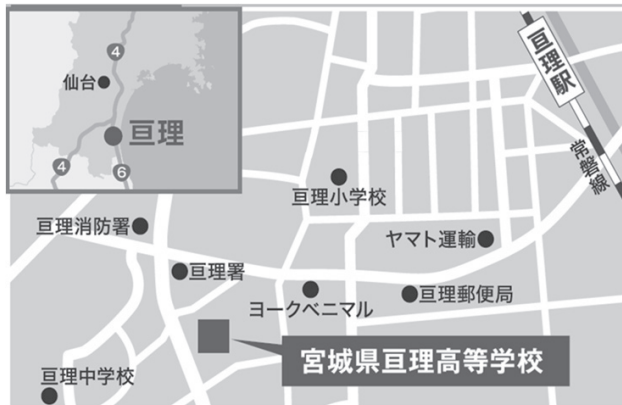 4
仙台
亘理
4
6
亘理駅
常磐線
亘理小学校
亘理消防署
ヤマト運輸
亘理署
ヨークベニマル
亘理郵便局
宮城県亘理高等学校
亘理中学校